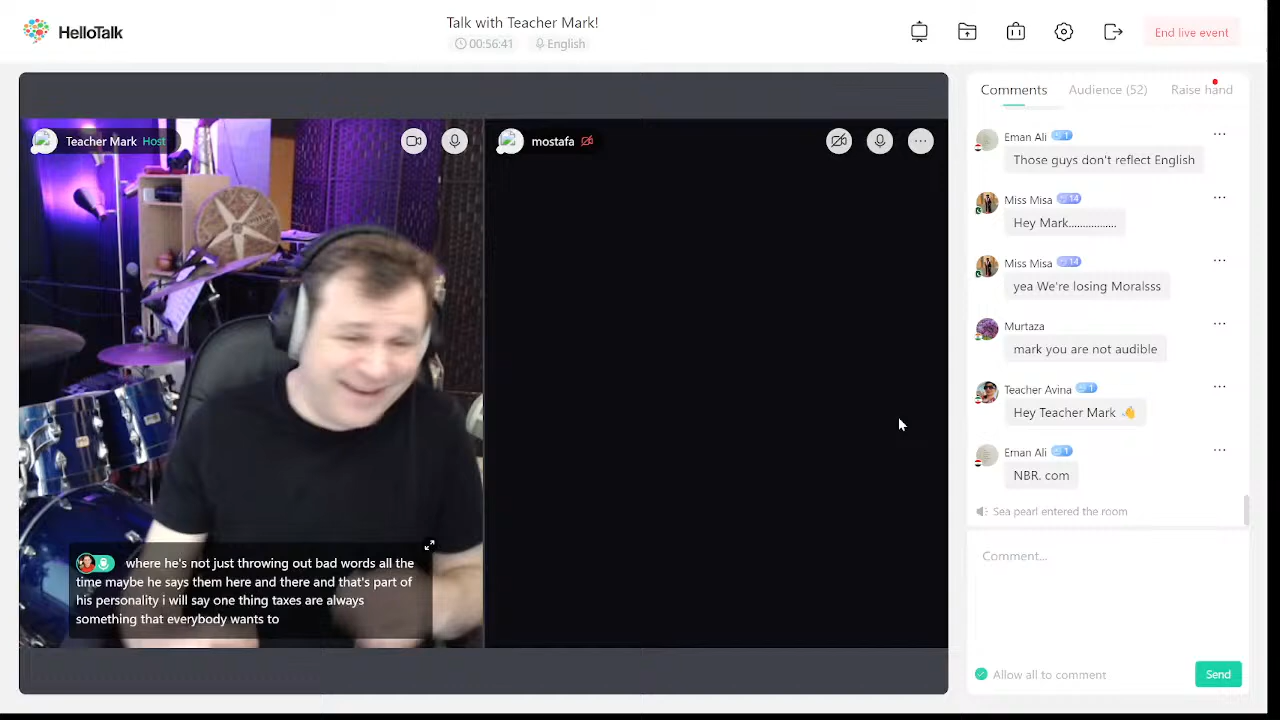 HelloTalk
Talk with Teacher Mark!
00:56:41
English
End live event
Teacher Mark Host
mostafa
where he's not just throwing out bad words all the
time maybe he says them here and there and that's part of
his personality i will say one thing taxes are always
something that everybody wants to
Comments
Audience (52)
Raise hand
Eman Ali 1
Those guys don't reflect English
Miss Misa 14
Hey Mark................
Miss Misa 14
yea We're losing Moralsss
Murtaza
mark you are not audible
Teacher Avina 1
Hey Teacher Mark 🤙
Eman Ali 1
NBR. com
Sea pearl entered the room
Comment...
Allow all to comment
Send